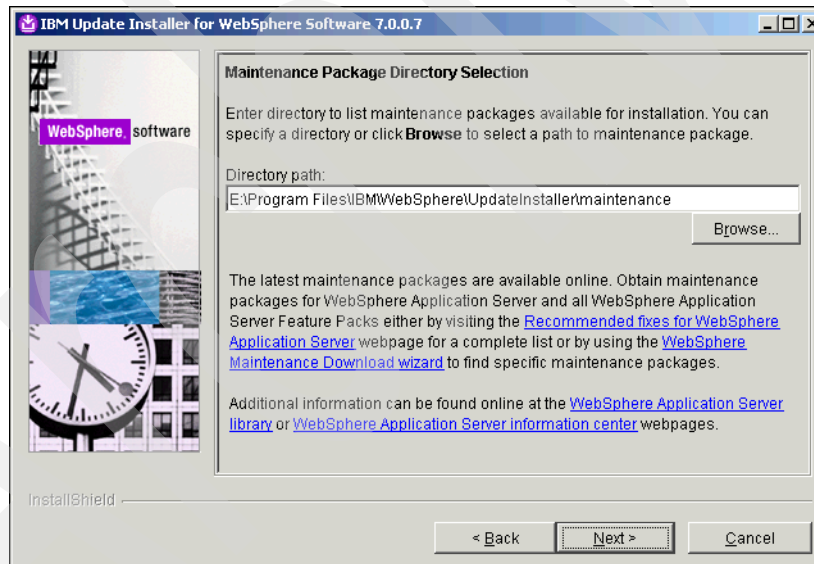 IBM Update Installer for WebSphere Software 7.0.0.7
WebSphere. software
Maintenance Package Directory Selection
Enter directory to list maintenance packages available for installation. You can
specify a directory or click Browse to select a path to maintenance package.
Directory path:
E:\Program Files\IBM\WebSphere\UpdateInstaller\maintenance
Browse...
The latest maintenance packages are available online. Obtain maintenance
packages for WebSphere Application Server and all WebSphere Application
Server Feature Packs either by visiting the Recommended fixes for WebSphere
Application Server webpage for a complete list or by using the WebSphere
Maintenance Download wizard to find specific maintenance packages.
Additional information can be found online at the WebSphere Application Server
library or WebSphere Application Server information center webpages.
InstallShield
< Back
Next >
Cancel